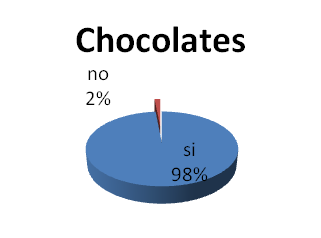 Chocolates
no
2%
si
98%